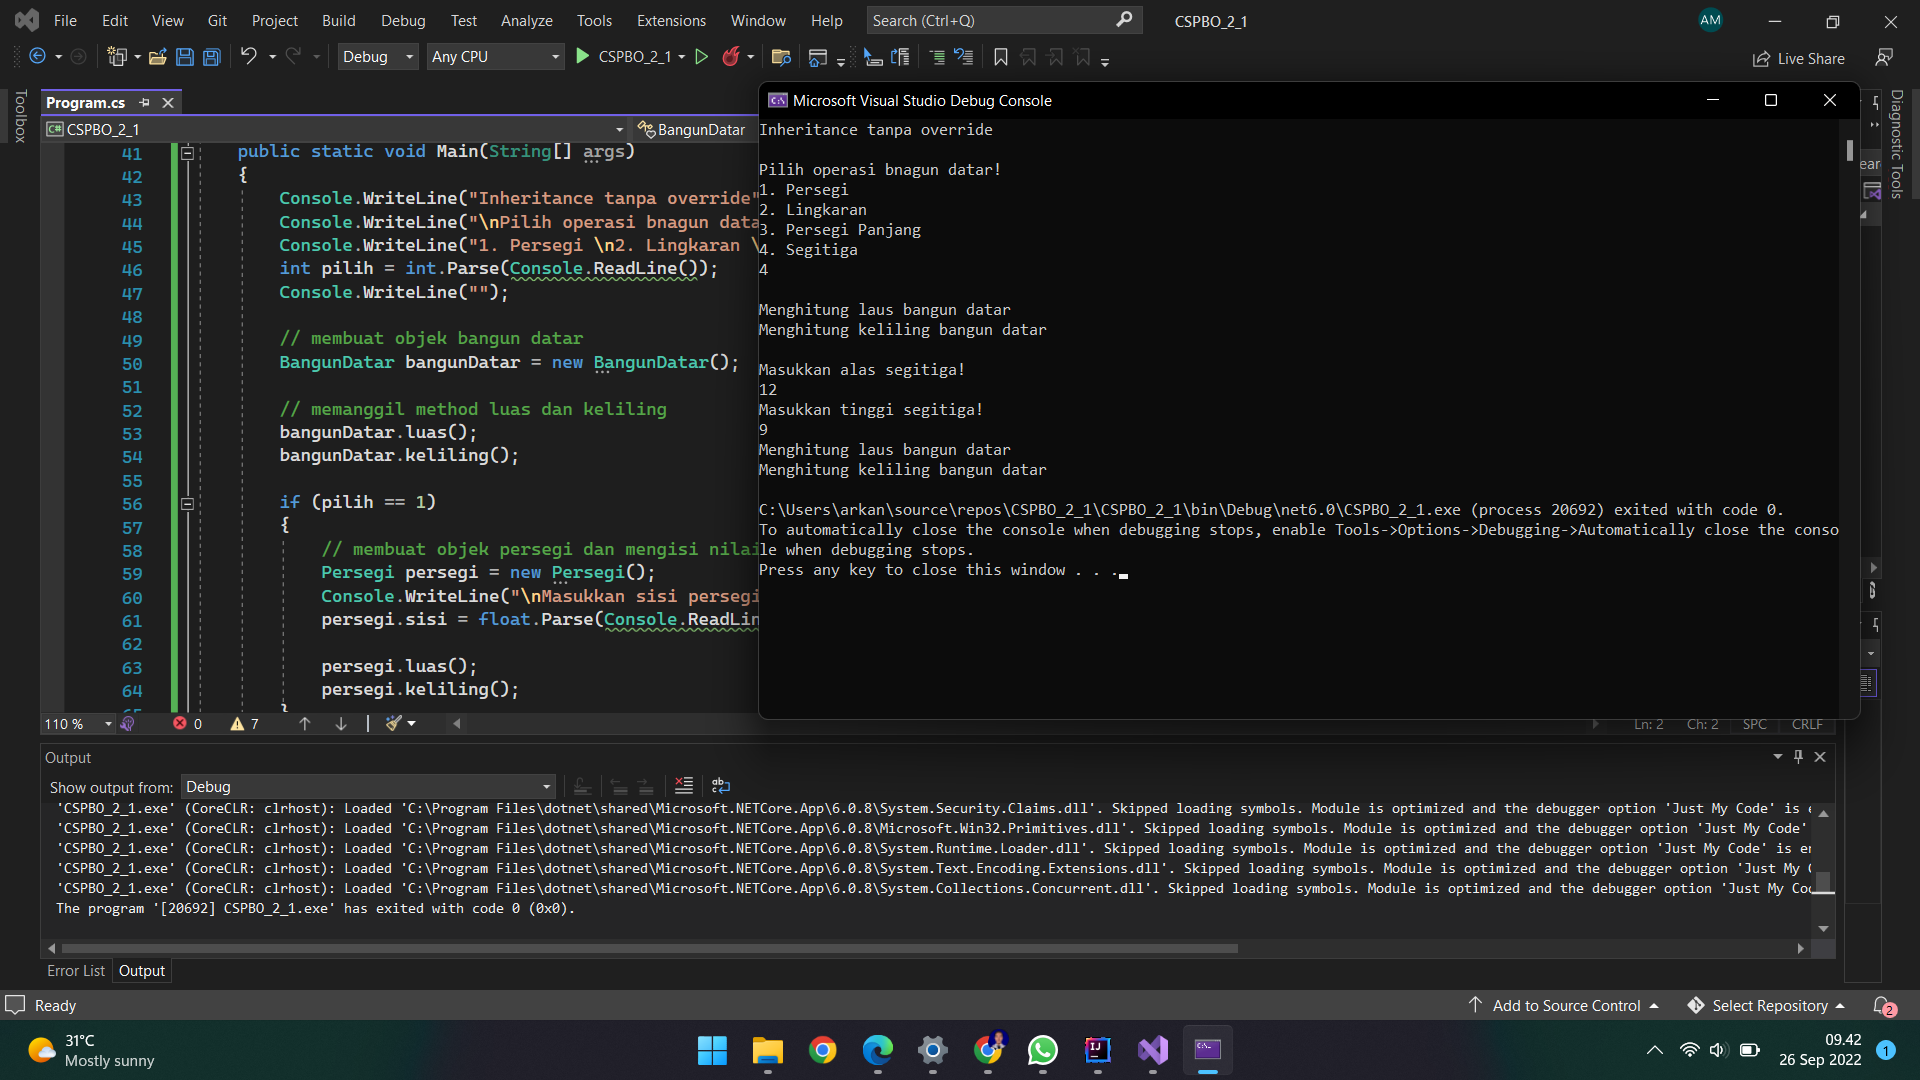 File Edit View Git Project Build Debug Test Analyze Tools Extensions Window Help Search (Ctrl+Q) CSPBO_2_1 AM
Debug Any CPU CSPBO_2_1 Live Share
Toolbox
Program.cs
CSPBO_2_1 BangunDatar
41 public static void Main(String[] args)
42 {
43 Console.WriteLine("Inheritance tanpa override"
44 Console.WriteLine("\nPilih operasi bnagun data
45 Console.WriteLine("1. Persegi \n2. Lingkaran \
46 int pilih = int.Parse(Console.ReadLine());
47 Console.WriteLine("");
48
49 // membuat objek bangun datar
50 BangunDatar bangunDatar = new BangunDatar();
51
52 // memanggil method luas dan keliling
53 bangunDatar.luas();
54 bangunDatar.keliling();
55
56 if (pilih == 1)
57 {
58 // membuat objek persegi dan mengisi nilai
59 Persegi persegi = new Persegi();
60 Console.WriteLine("\nMasukkan sisi persegi
61 persegi.sisi = float.Parse(Console.ReadLin
62
63 persegi.luas();
64 persegi.keliling();
65 }
110 % 0 7 Ln: 2 Ch: 2 SPC CRLF
Microsoft Visual Studio Debug Console
Inheritance tanpa override
Pilih operasi bnagun datar!
1. Persegi
2. Lingkaran
3. Persegi Panjang
4. Segitiga
4
Menghitung laus bangun datar
Menghitung keliling bangun datar
Masukkan alas segitiga!
12
Masukkan tinggi segitiga!
9
Menghitung laus bangun datar
Menghitung keliling bangun datar
C:\Users\arkan\source\repos\CSPBO_2_1\CSPBO_2_1\bin\Debug\net6.0\CSPBO_2_1.exe (process 20692) exited with code 0.
To automatically close the console when debugging stops, enable Tools->Options->Debugging->Automatically close the conso
le when debugging stops.
Press any key to close this window . . .
Diagnostic Tools
ear
Output
Show output from: Debug
'CSPBO_2_1.exe' (CoreCLR: clrhost): Loaded 'C:\Program Files\dotnet\shared\Microsoft.NETCore.App\6.0.8\System.Security.Claims.dll'. Skipped loading symbols. Module is optimized and the debugger option 'Just My Code' is e
'CSPBO_2_1.exe' (CoreCLR: clrhost): Loaded 'C:\Program Files\dotnet\shared\Microsoft.NETCore.App\6.0.8\Microsoft.Win32.Primitives.dll'. Skipped loading symbols. Module is optimized and the debugger option 'Just My Code'
'CSPBO_2_1.exe' (CoreCLR: clrhost): Loaded 'C:\Program Files\dotnet\shared\Microsoft.NETCore.App\6.0.8\System.Runtime.Loader.dll'. Skipped loading symbols. Module is optimized and the debugger option 'Just My Code' is en
'CSPBO_2_1.exe' (CoreCLR: clrhost): Loaded 'C:\Program Files\dotnet\shared\Microsoft.NETCore.App\6.0.8\System.Text.Encoding.Extensions.dll'. Skipped loading symbols. Module is optimized and the debugger option 'Just My C
'CSPBO_2_1.exe' (CoreCLR: clrhost): Loaded 'C:\Program Files\dotnet\shared\Microsoft.NETCore.App\6.0.8\System.Collections.Concurrent.dll'. Skipped loading symbols. Module is optimized and the debugger option 'Just My Co
The program '[20692] CSPBO_2_1.exe' has exited with code 0 (0x0).
Error List Output
Ready Add to Source Control Select Repository 2
31°C
Mostly sunny
09.42
26 Sep 2022 1